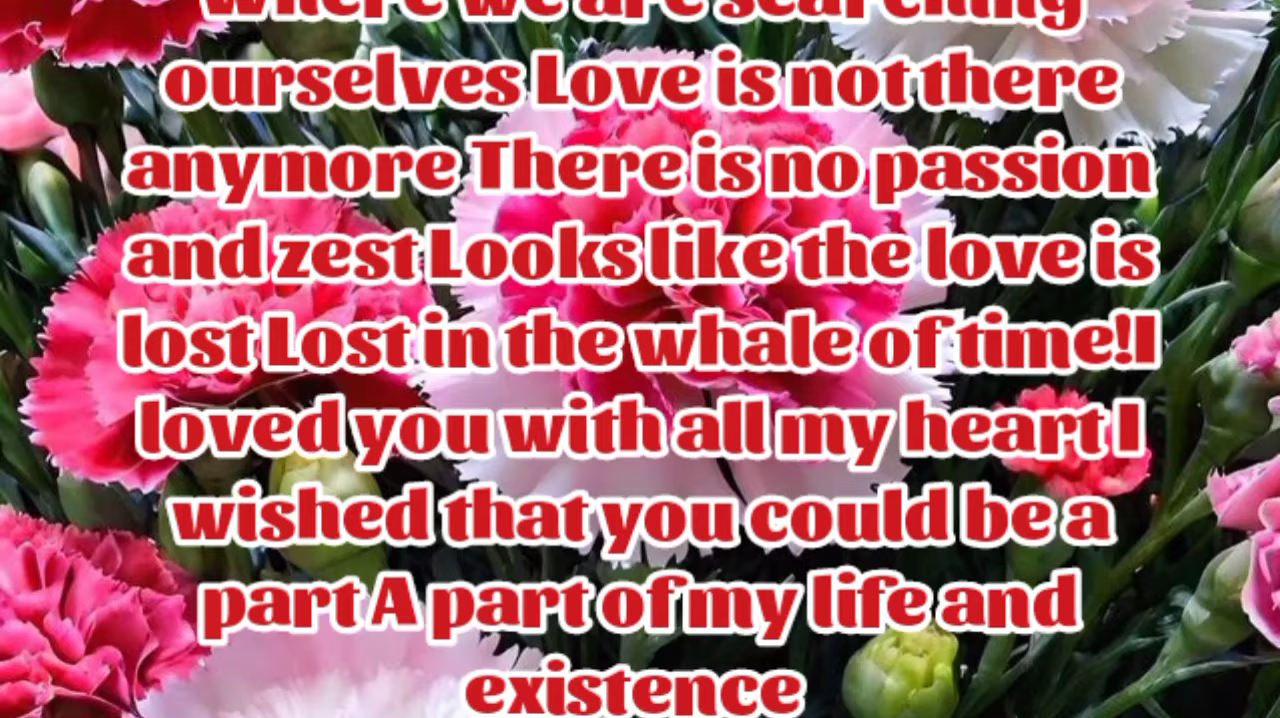 where we are searching
ourselves Love is not there
anymore There is no passion
and zest Looks like the love is
lost Lost in the whale of time!I
loved you with all my heart I
wished that you could be a
part A part of my life and
existence